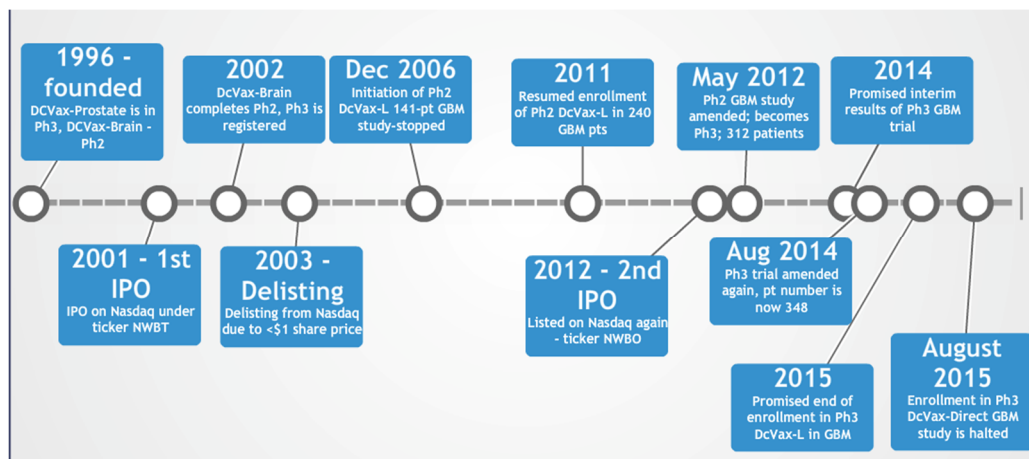 1996 -
founded
DCVax-Prostate is in
Ph3, DCVax-Brain -
Ph2
2001 - 1st
IPO
IPO on Nasdaq under
ticker NWBT
2002
DcVax-Brain
completes Ph2, Ph3 is
registered
2003 -
Delisting
Delisting from Nasdaq
due to <$1 share price
Dec 2006
Initiation of Ph2
DcVax-L 141-pt GBM
study-stopped
2011
Resumed enrollment
of Ph2 DcVax-L in 240
GBM pts
2012 - 2nd
IPO
Listed on Nasdaq again
- ticker NWBO
May 2012
Ph2 GBM study
amended; becomes
Ph3; 312 patients
2014
Promised interim
results of Ph3 GBM
trial
Aug 2014
Ph3 trial amended
again, pt number is
now 348
2015
Promised end of
enrollment in Ph3
DcVax-L in GBM
August
2015
Enrollment in Ph3
DcVax-Direct GBM
study is halted